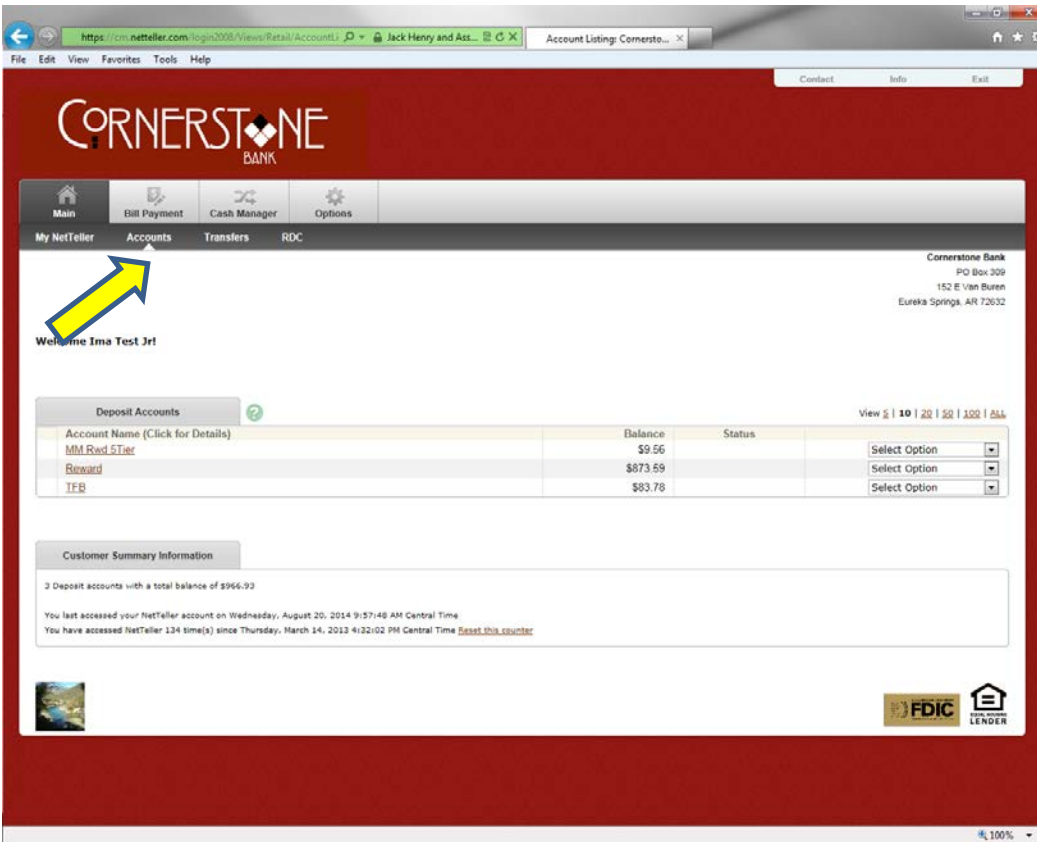 https://cm.netteller.com/login2008/Views/Retail/AccountLi Jack Henry and Ass... Account Listing: Cornersto...
File Edit View Favorites Tools Help
Contact Info Exit
CORNERSTONE
BANK
Main Bill Payment Cash Manager Options
My NetTeller Accounts Transfers RDC
Cornerstone Bank
PO Box 309
152 E Van Buren
Eureka Springs, AR 72632
Welcome Ima Test Jr!
Deposit Accounts ? View 5 | 10 | 20 | 50 | 100 | ALL
Account Name (Click for Details) Balance Status
MM Rwd 5Tier $9.56 Select Option
Reward $873.59 Select Option
TFB $83.78 Select Option
Customer Summary Information
3 Deposit accounts with a total balance of $966.93
You last accessed your NetTeller account on Wednesday, August 20, 2014 9:57:48 AM Central Time
You have accessed NetTeller 134 time(s) since Thursday, March 14, 2013 4:32:02 PM Central Time Reset this counter
FDIC
EQUAL HOUSING
LENDER
100%